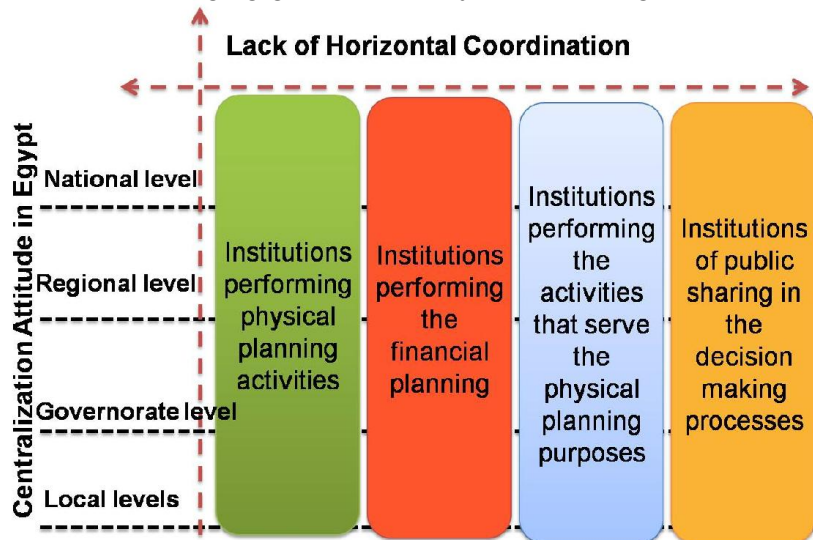 Lack of Horizontal Coordination
Centralization Attitude in Egypt
National level
Regional level
Governorate level
Local levels
Institutions
performing
physical
planning
activities
Institutions
performing
the
financial
planning
Institutions
performing
the
activities
that serve
the
physical
planning
purposes
Institutions
of public
sharing in
the
decision
making
processes